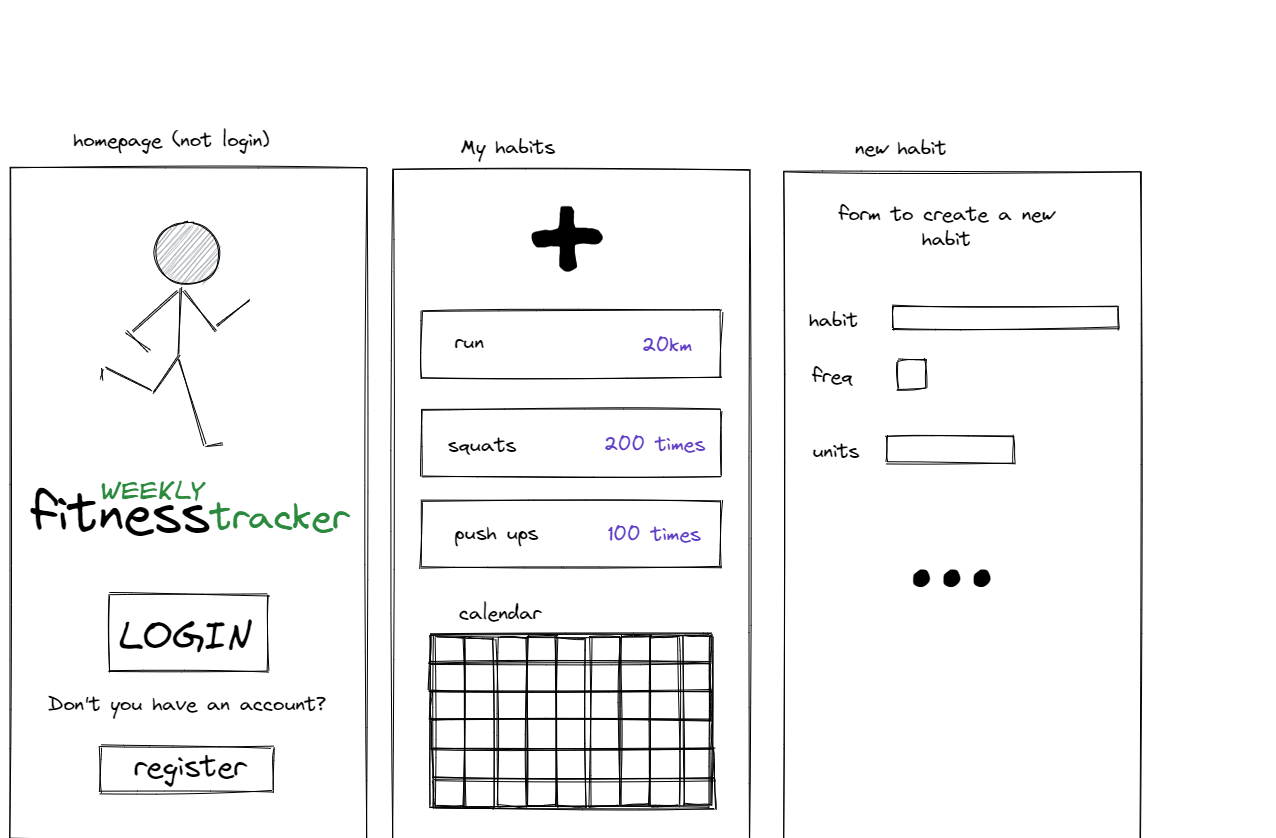 homepage (not login)
WEEKLY
fitnesstracker
LOGIN
Don't you have an account?
register
My habits
run 20km
squats 200 times
push ups 100 times
calendar
new habit
form to create a new
habit
habit
freq
units